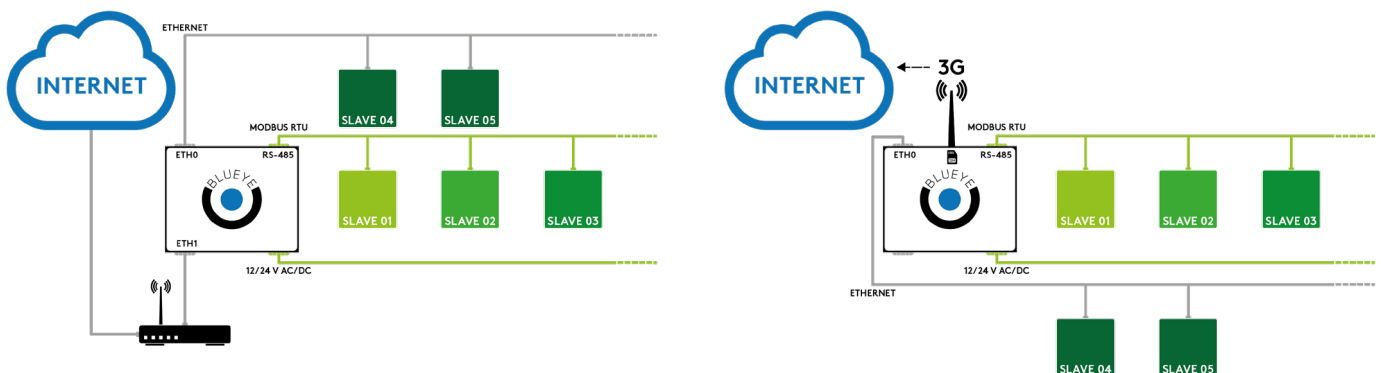 ETHERNET
INTERNET
SLAVE 04
SLAVE 05
MODBUS RTU
ETH0
RS-485
BLUEYE
SLAVE 01
SLAVE 02
SLAVE 03
ETH1
12/24 V AC/DC
INTERNET
3G
MODBUS RTU
ETH0
RS-485
BLUEYE
SLAVE 01
SLAVE 02
SLAVE 03
12/24 V AC/DC
ETHERNET
SLAVE 04
SLAVE 05